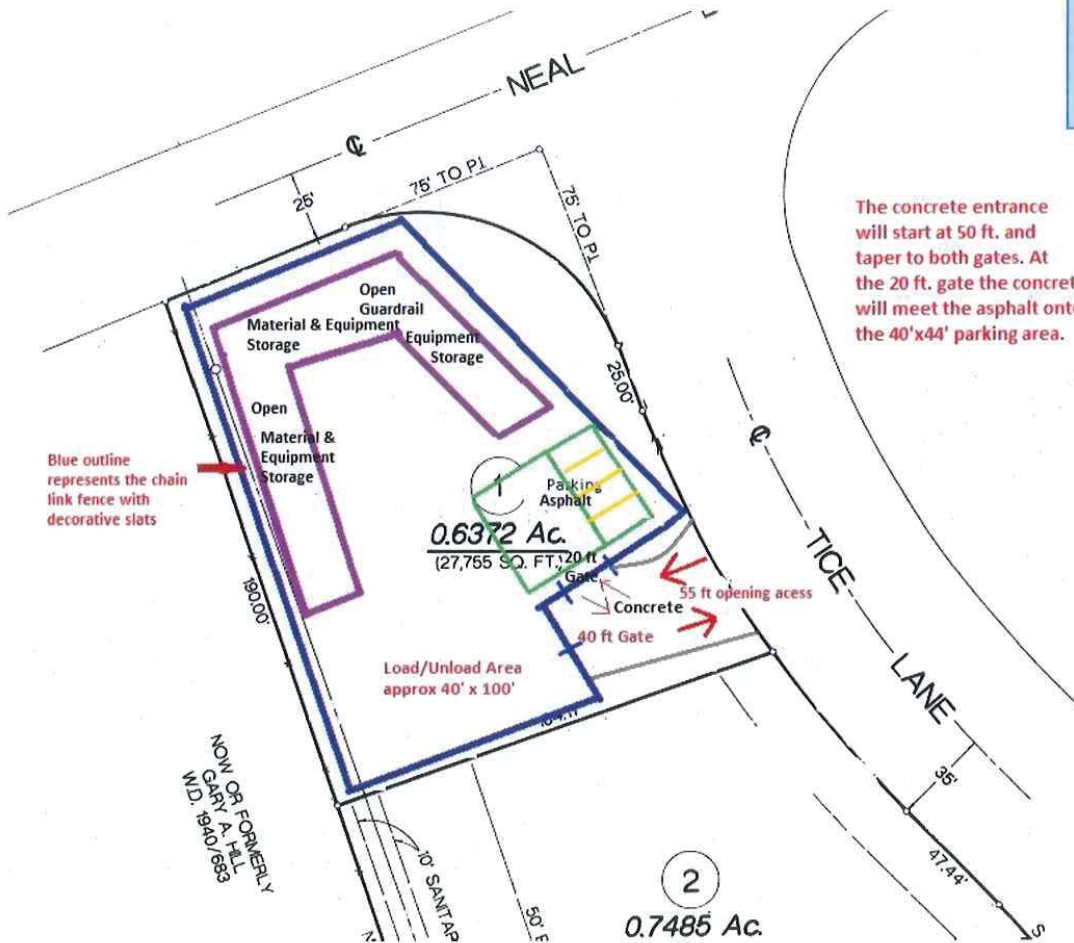 NEAL
℄
75' TO P.I.
75' TO P.I.
25'
The concrete entrance
will start at 50 ft. and
taper to both gates. At
the 20 ft. gate the concret
will meet the asphalt onto
the 40'x44' parking area.
Open
Guardrail
Material & Equipment
Storage
Equipment
Storage
25.00'
Open
Material &
Equipment
Storage
℄
Blue outline
represents the chain
link fence with
decorative slats
1
Parking
Asphalt
0.6372 Ac.
(27,755 SQ. FT.)
20 ft
Gate
TICE
LANE
55 ft opening acess
Concrete
40 ft Gate
190.00'
Load/Unload Area
approx 40' x 100'
NOW OR FORMERLY
GARY A. HILL
W.D. 1940/683
35'
47.44'
10' SANITAR
50'
2
0.7485 Ac.
S